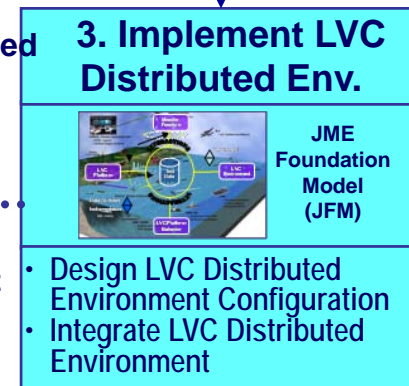 ed
3. Implement LVC
Distributed Env.
JME
Foundation
Model
(JFM)
• Design LVC Distributed
Environment Configuration
• Integrate LVC Distributed
Environment